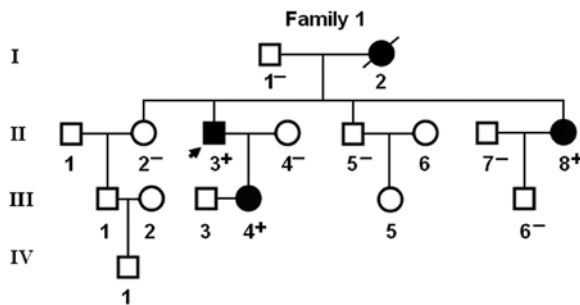 Family 1
I
1− 2
II
1 2− 3+ 4− 5− 6 7− 8+
III
1 2 3 4+ 5 6−
IV
1